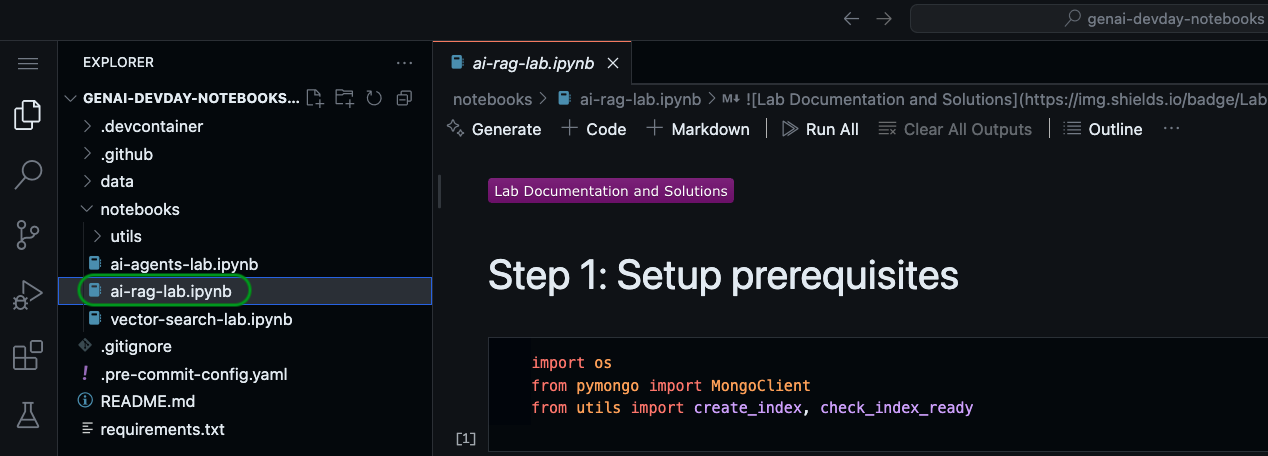 genai-devday-notebooks
EXPLORER
GENAI-DEVDAY-NOTEBOOKS...
.devcontainer
.github
data
notebooks
utils
ai-agents-lab.ipynb
ai-rag-lab.ipynb
vector-search-lab.ipynb
.gitignore
.pre-commit-config.yaml
README.md
requirements.txt
ai-rag-lab.ipynb
notebooks > ai-rag-lab.ipynb > M↓ ![Lab Documentation and Solutions](https://img.shields.io/badge/Lab
Generate + Code + Markdown Run All Clear All Outputs Outline ...
Lab Documentation and Solutions
Step 1: Setup prerequisites
import os
from pymongo import MongoClient
from utils import create_index, check_index_ready
[1]